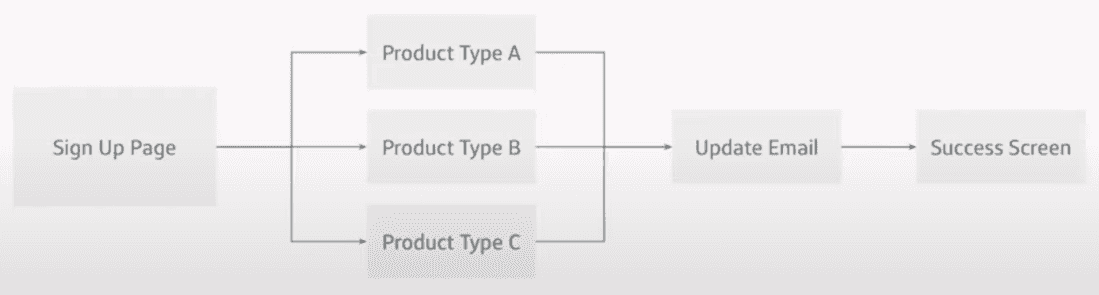 Sign Up Page
Product Type A
Product Type B
Product Type C
Update Email
Success Screen